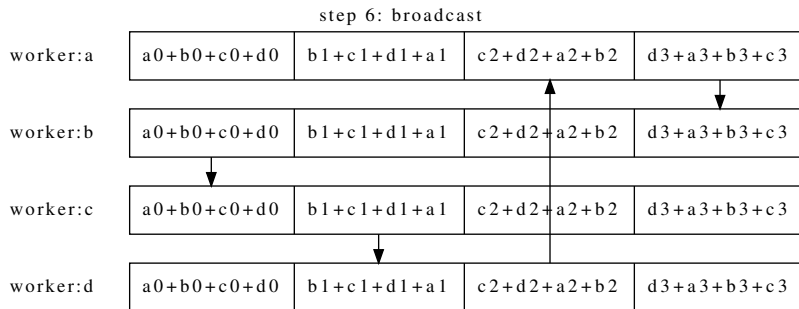 step 6: broadcast
worker:a a0+b0+c0+d0 b1+c1+d1+a1 c2+d2+a2+b2 d3+a3+b3+c3
worker:b a0+b0+c0+d0 b1+c1+d1+a1 c2+d2+a2+b2 d3+a3+b3+c3
worker:c a0+b0+c0+d0 b1+c1+d1+a1 c2+d2+a2+b2 d3+a3+b3+c3
worker:d a0+b0+c0+d0 b1+c1+d1+a1 c2+d2+a2+b2 d3+a3+b3+c3